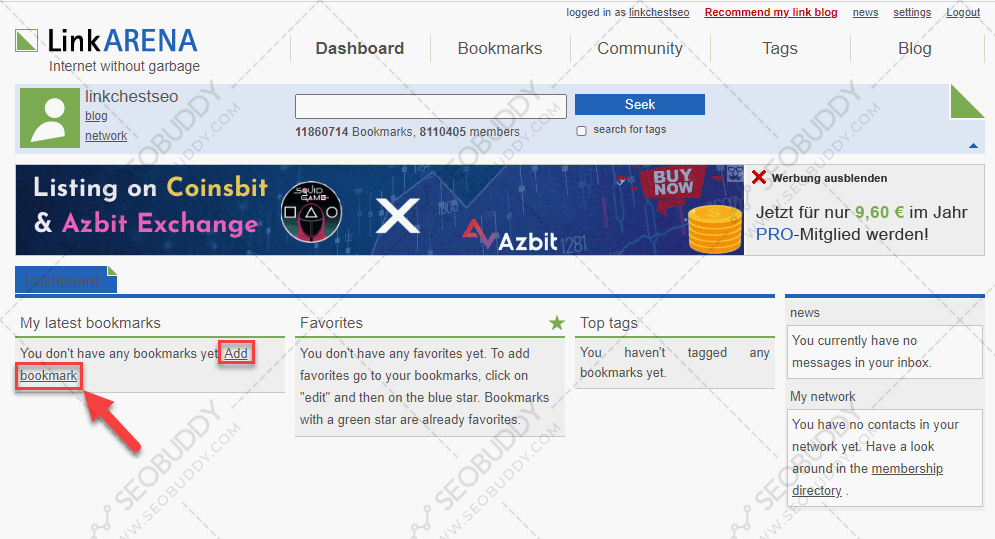 logged in as linkchestseo Recommend my link blog news settings Logout
LinkARENA
Internet without garbage
Dashboard Bookmarks Community Tags Blog
linkchestseo
blog
network
Seek
11860714 Bookmarks, 8110405 members
search for tags
Listing on Coinsbit
& Azbit Exchange
SQUID
GAME
X
Azbit
1281
BUY
NOW
Werbung ausblenden
Jetzt für nur 9,60 € im Jahr
PRO-Mitglied werden!
Dashboard
My latest bookmarks
You don't have any bookmarks yet Add
bookmark
Favorites
You don't have any favorites yet. To add
favorites go to your bookmarks, click on
"edit" and then on the blue star. Bookmarks
with a green star are already favorites.
Top tags
You haven't tagged any
bookmarks yet.
news
You currently have no
messages in your inbox.
My network
You have no contacts in your
network yet. Have a look
around in the membership
directory .
SEOBUDDY
WWW.SEOBUDDY.COM